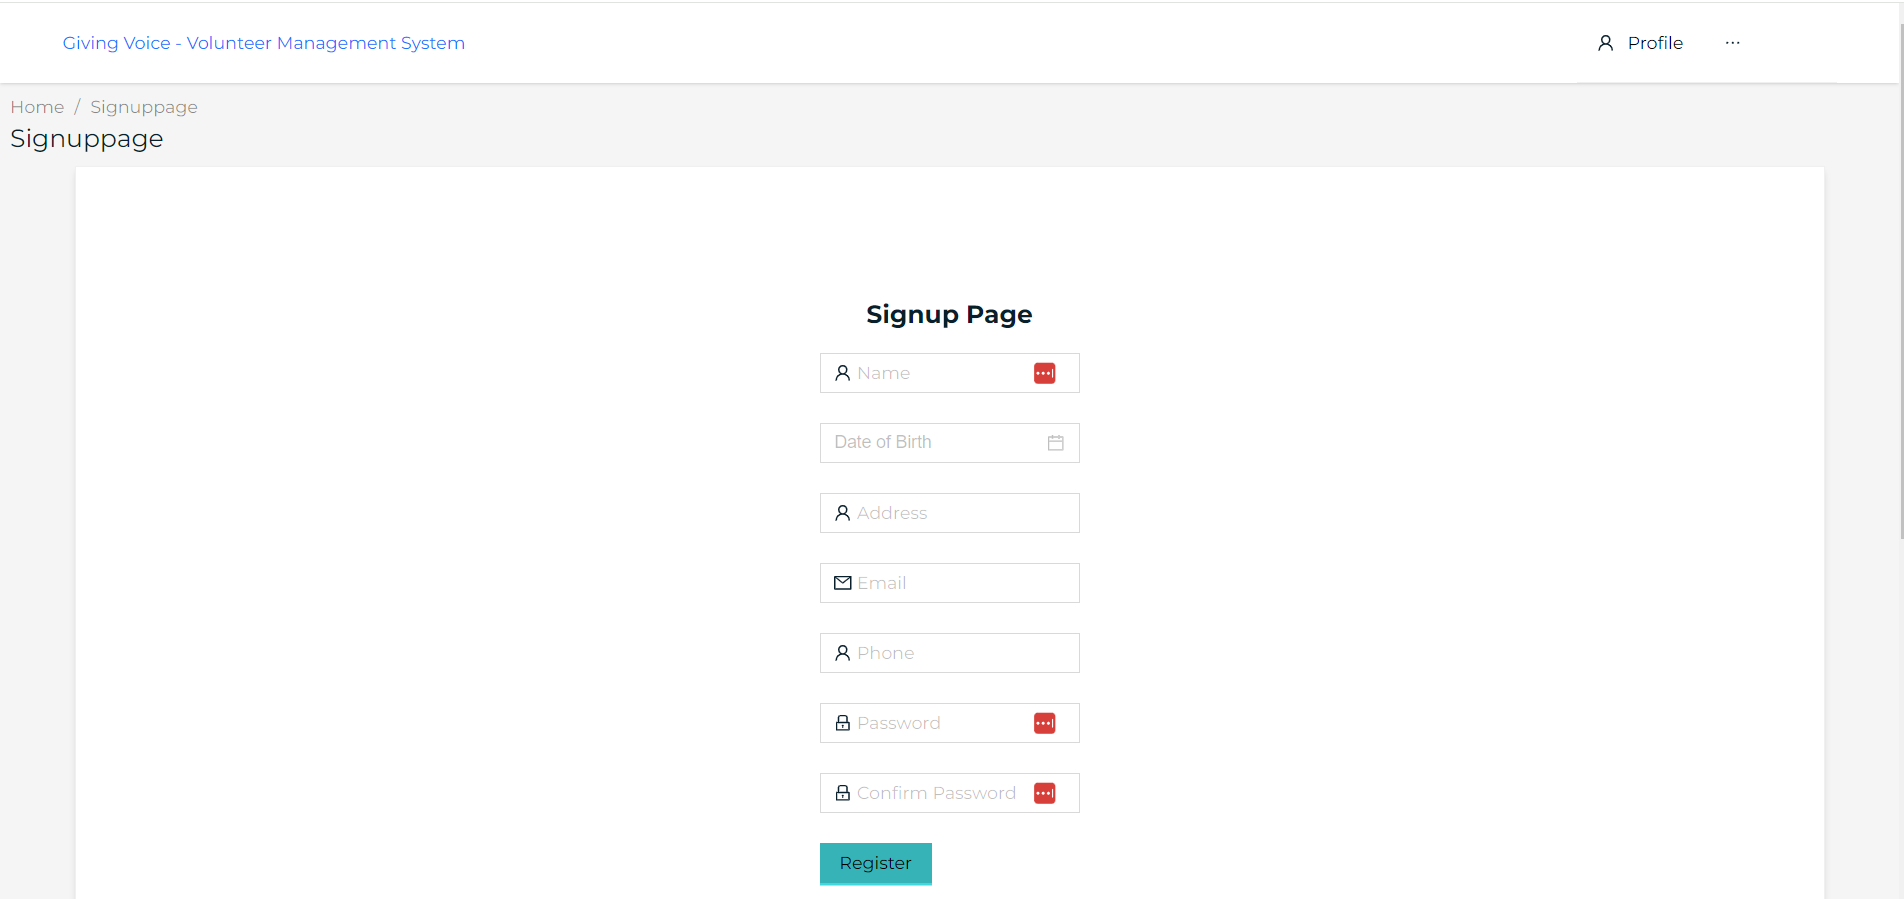 Giving Voice - Volunteer Management System
Profile
Home / Signuppage
Signuppage
Signup Page
Name
Date of Birth
Address
Email
Phone
Password
Confirm Password
Register